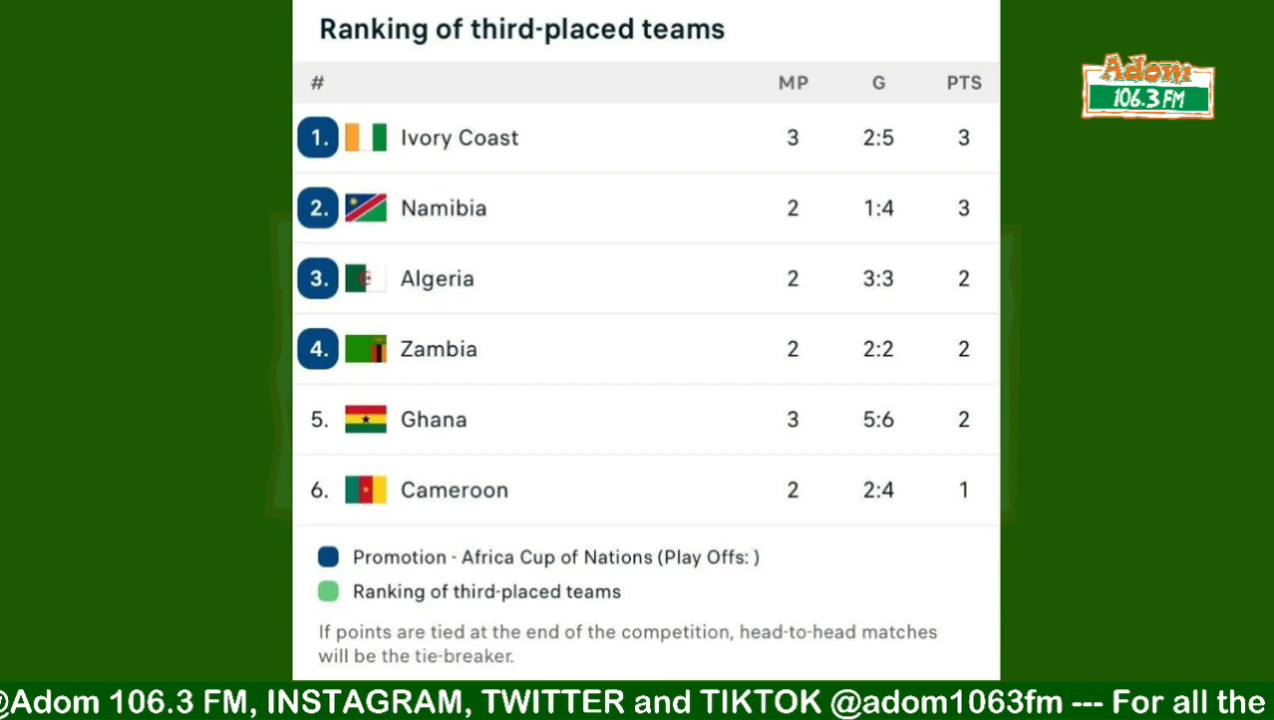 Ranking of third-placed teams
Adom
106.3 FM
# MP G PTS
1. Ivory Coast 3 2:5 3
2. Namibia 2 1:4 3
3. Algeria 2 3:3 2
4. Zambia 2 2:2 2
5. Ghana 3 5:6 2
6. Cameroon 2 2:4 1
Promotion - Africa Cup of Nations (Play Offs: )
Ranking of third-placed teams
If points are tied at the end of the competition, head-to-head matches
will be the tie-breaker.
@Adom 106.3 FM, INSTAGRAM, TWITTER and TIKTOK @adom1063fm --- For all the